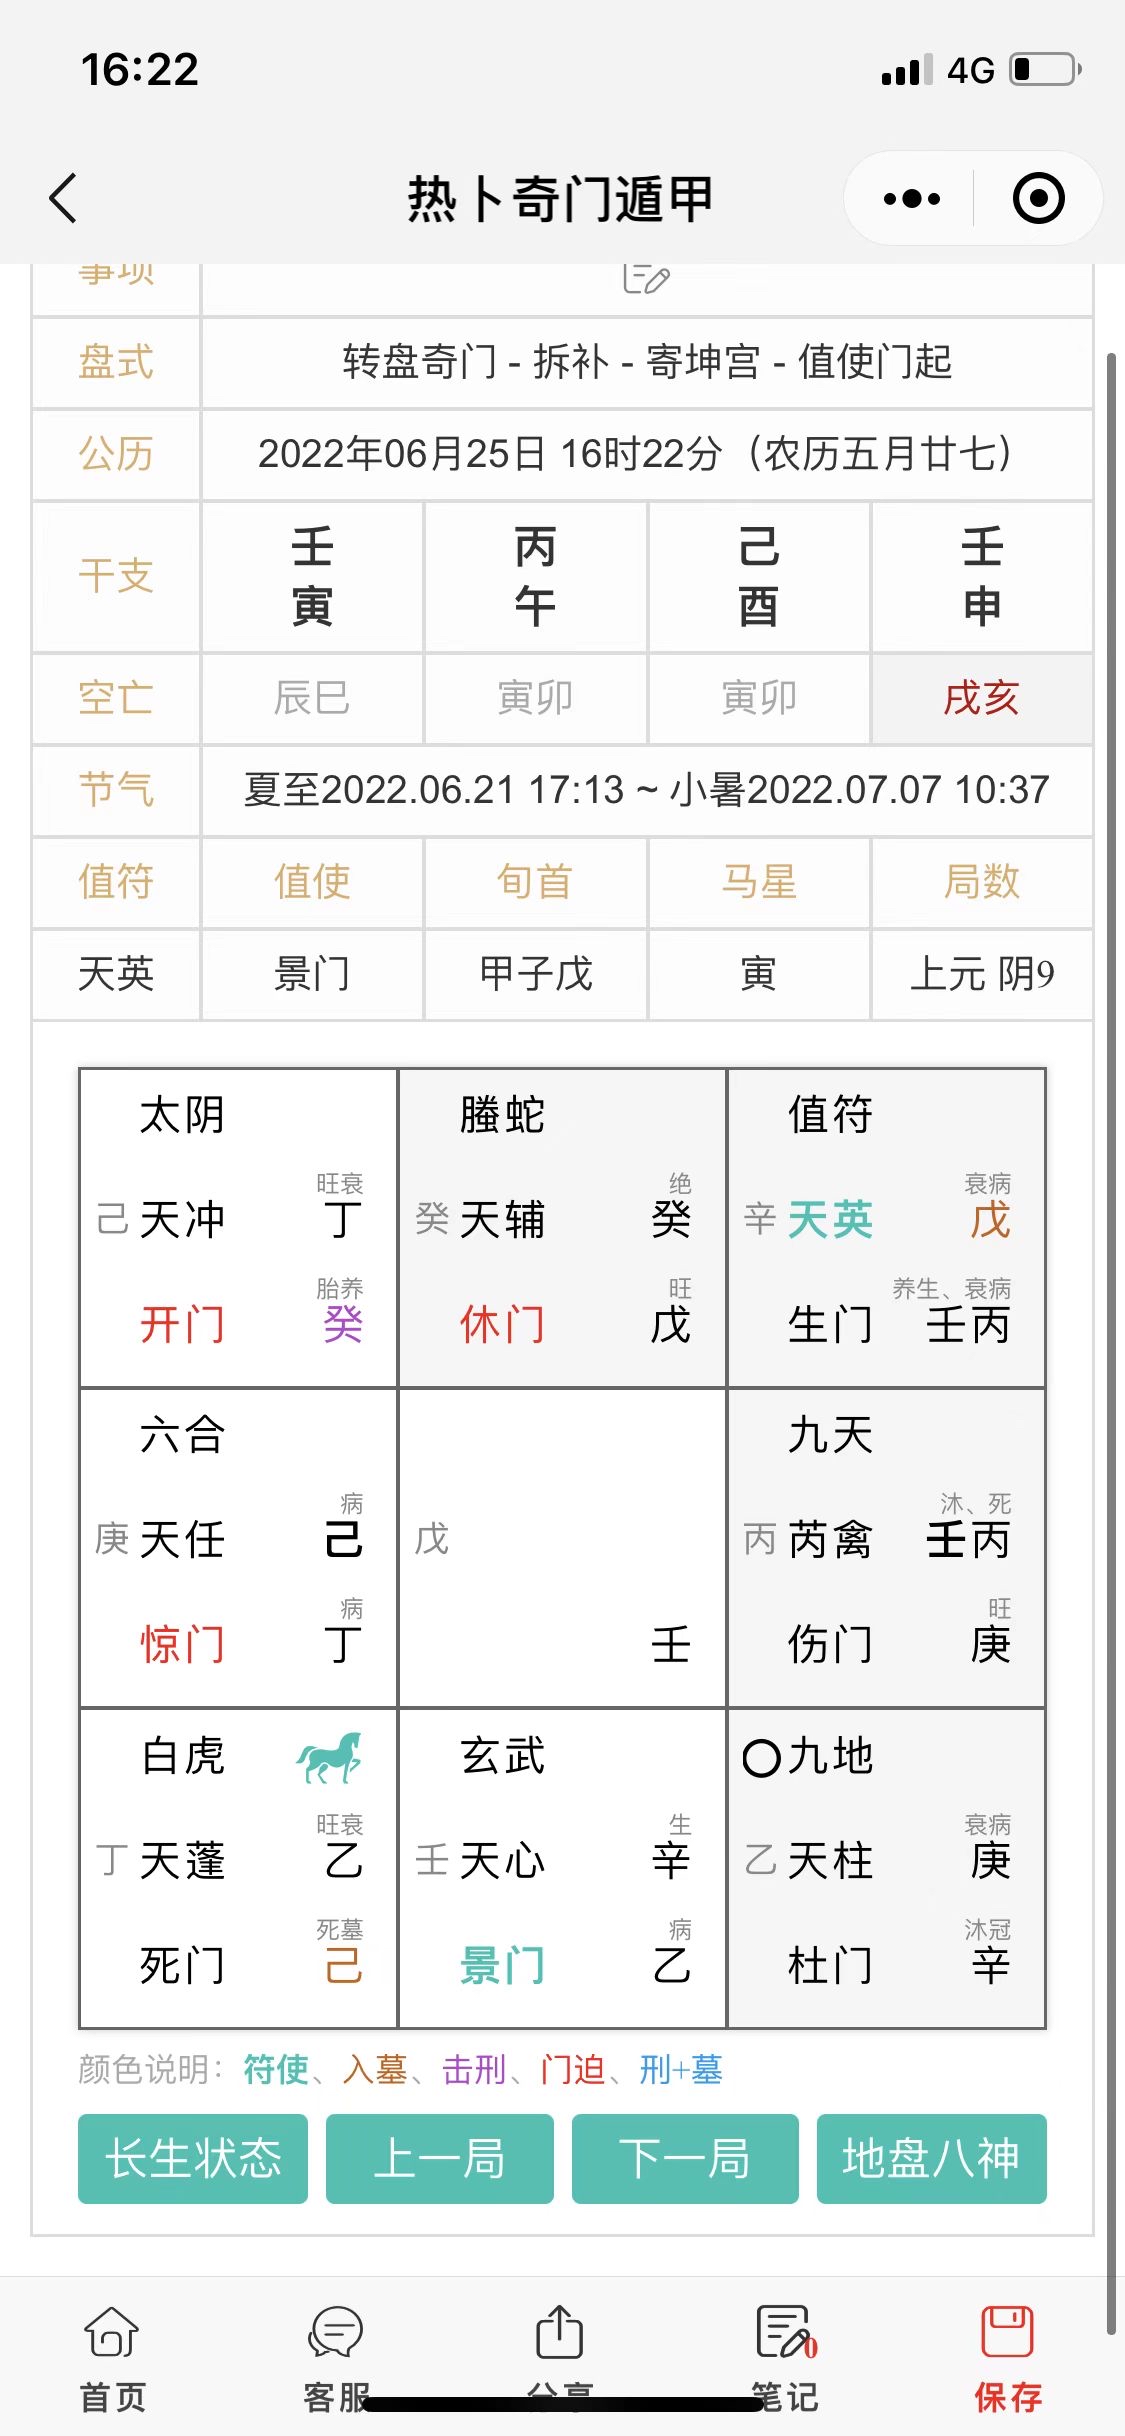 16:22
4G
热卜奇门遁甲
事项
盘式 转盘奇门 - 拆补 - 寄坤宫 - 值使门起
公历 2022年06月25日 16时22分（农历五月廿七）
干支 壬寅 丙午 己酉 壬申
空亡 辰巳 寅卯 寅卯 戌亥
节气 夏至2022.06.21 17:13 ~ 小暑2022.07.07 10:37
值符 值使 旬首 马星 局数
天英 景门 甲子戊 寅 上元 阴9
太阴
旺衰
己 天冲 丁
胎养
开门 癸
螣蛇
绝
癸 天辅 癸
旺
休门 戊
值符
衰病
辛 天英 戊
养生、衰病
生门 壬丙
六合
病
庚 天任 己
病
惊门 丁
戊
壬
九天
沐、死
丙 芮禽 壬丙
旺
伤门 庚
白虎
旺衰
丁 天蓬 乙
死墓
死门 己
玄武
生
壬 天心 辛
病
景门 乙
九地
衰病
乙 天柱 庚
沐冠
杜门 辛
颜色说明：符使、入墓、击刑、门迫、刑+墓
长生状态 上一局 下一局 地盘八神
0
首页 客服 分享 笔记 保存